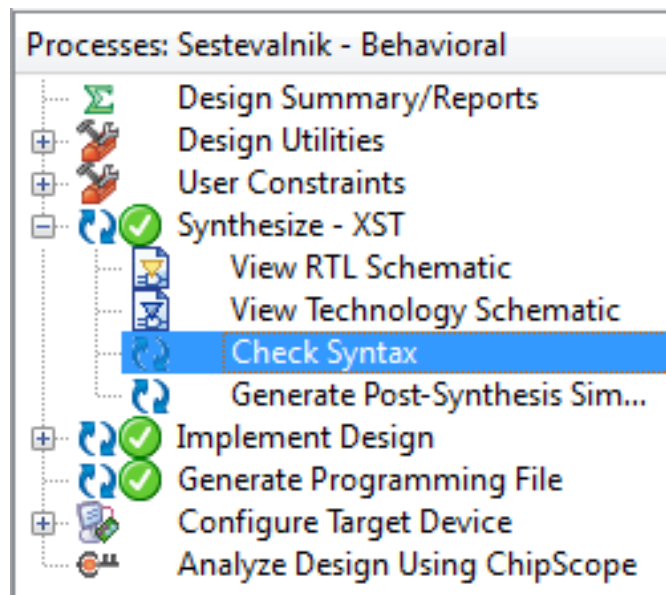 Processes: Sestevalnik - Behavioral
Design Summary/Reports
Design Utilities
User Constraints
Synthesize - XST
View RTL Schematic
View Technology Schematic
Check Syntax
Generate Post-Synthesis Sim...
Implement Design
Generate Programming File
Configure Target Device
Analyze Design Using ChipScope